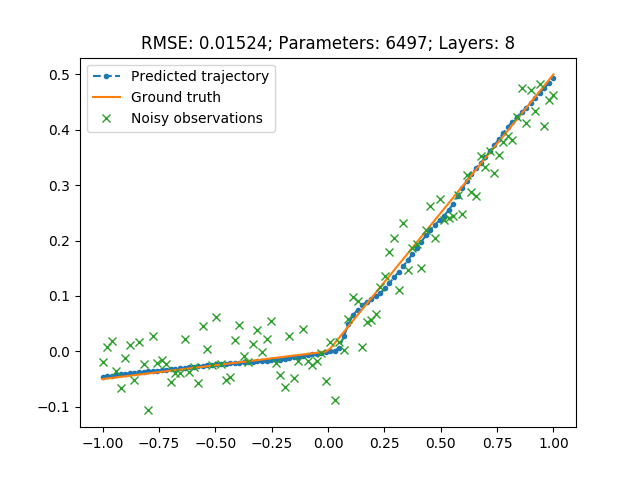 RMSE: 0.01524; Parameters: 6497; Layers: 8
Predicted trajectory
Ground truth
Noisy observations
0.5
0.4
0.3
0.2
0.1
0.0
−0.1
−1.00 −0.75 −0.50 −0.25 0.00 0.25 0.50 0.75 1.00